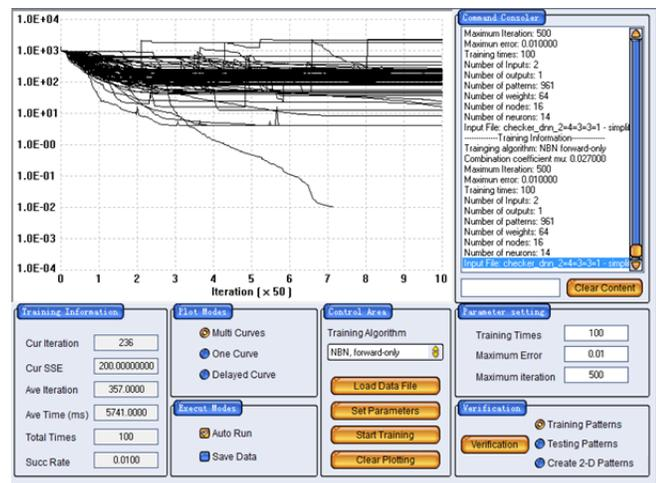 1.0E+04
1.0E+03
1.0E+02
1.0E+01
1.0E-00
1.0E-01
1.0E-02
1.0E-03
1.0E-04
0 1 2 3 4 5 6 7 8 9 10
Iteration ( x 50 )
Command Consoler
Maximum Iteration: 500
Maximun error: 0.010000
Training times: 100
Number of Inputs: 2
Number of outputs: 1
Number of patterns: 961
Number of weights: 64
Number of nodes: 16
Number of neurons: 14
Input File: checker_dnn_2=4=3=3=1 - simpli
------------Training Information------------
Trainging algorithm: NBN forward-only
Combination coefficient mu: 0.027000
Maximum Iteration: 500
Maximun error: 0.010000
Training times: 100
Number of Inputs: 2
Number of outputs: 1
Number of patterns: 961
Number of weights: 64
Number of nodes: 16
Number of neurons: 14
Input File: checker_dnn_2=4=3=3=1 - simpli
Clear Content
Training Information
Cur Iteration 236
Cur SSE 200.00000000
Ave Iteration 357.0000
Ave Time (ms) 5741.0000
Total Times 100
Succ Rate 0.0100
Plot Modes
Multi Curves
One Curve
Delayed Curve
Execut Modes
Auto Run
Save Data
Control Area
Training Algorithm
NBN, forward-only
Load Data File
Set Parameters
Start Training
Clear Plotting
Parameter setting
Training Times 100
Maximum Error 0.01
Maximum iteration 500
Verification
Verification
Training Patterns
Testing Patterns
Create 2-D Patterns